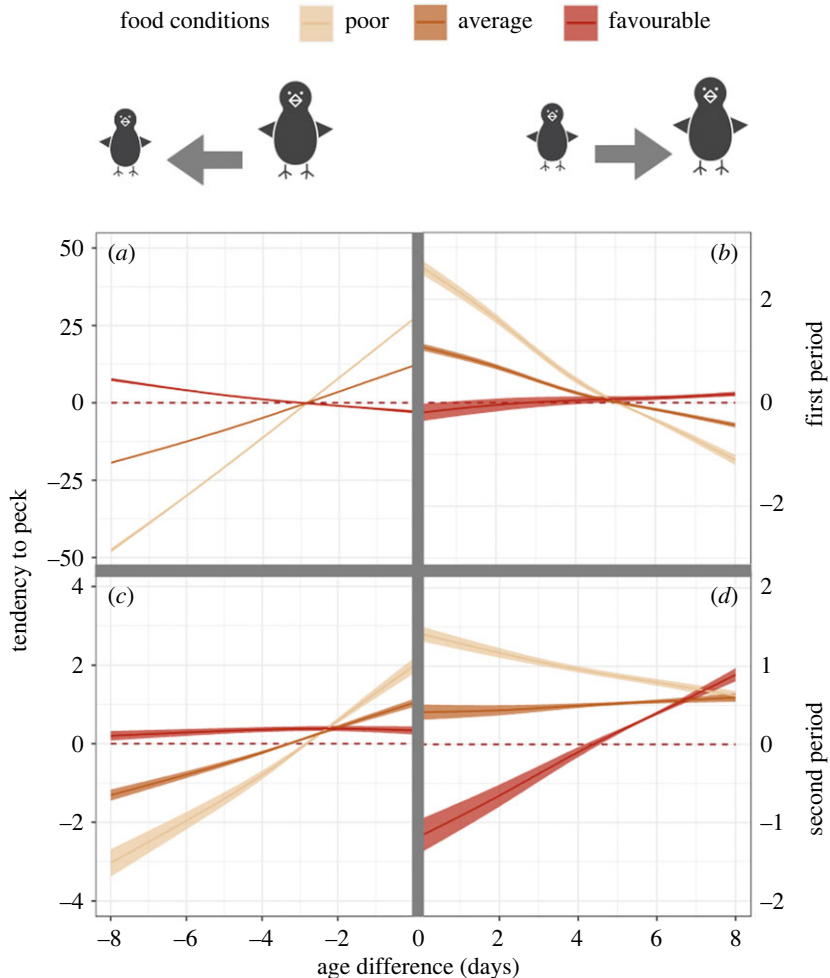 food conditions poor average favourable
(a) (b)
50
25
0
–25
–50
2
0
–2
first period
tendency to peck
(c) (d)
4
2
0
–2
–4
2
1
0
–1
–2
second period
–8 –6 –4 –2 0 2 4 6 8
age difference (days)